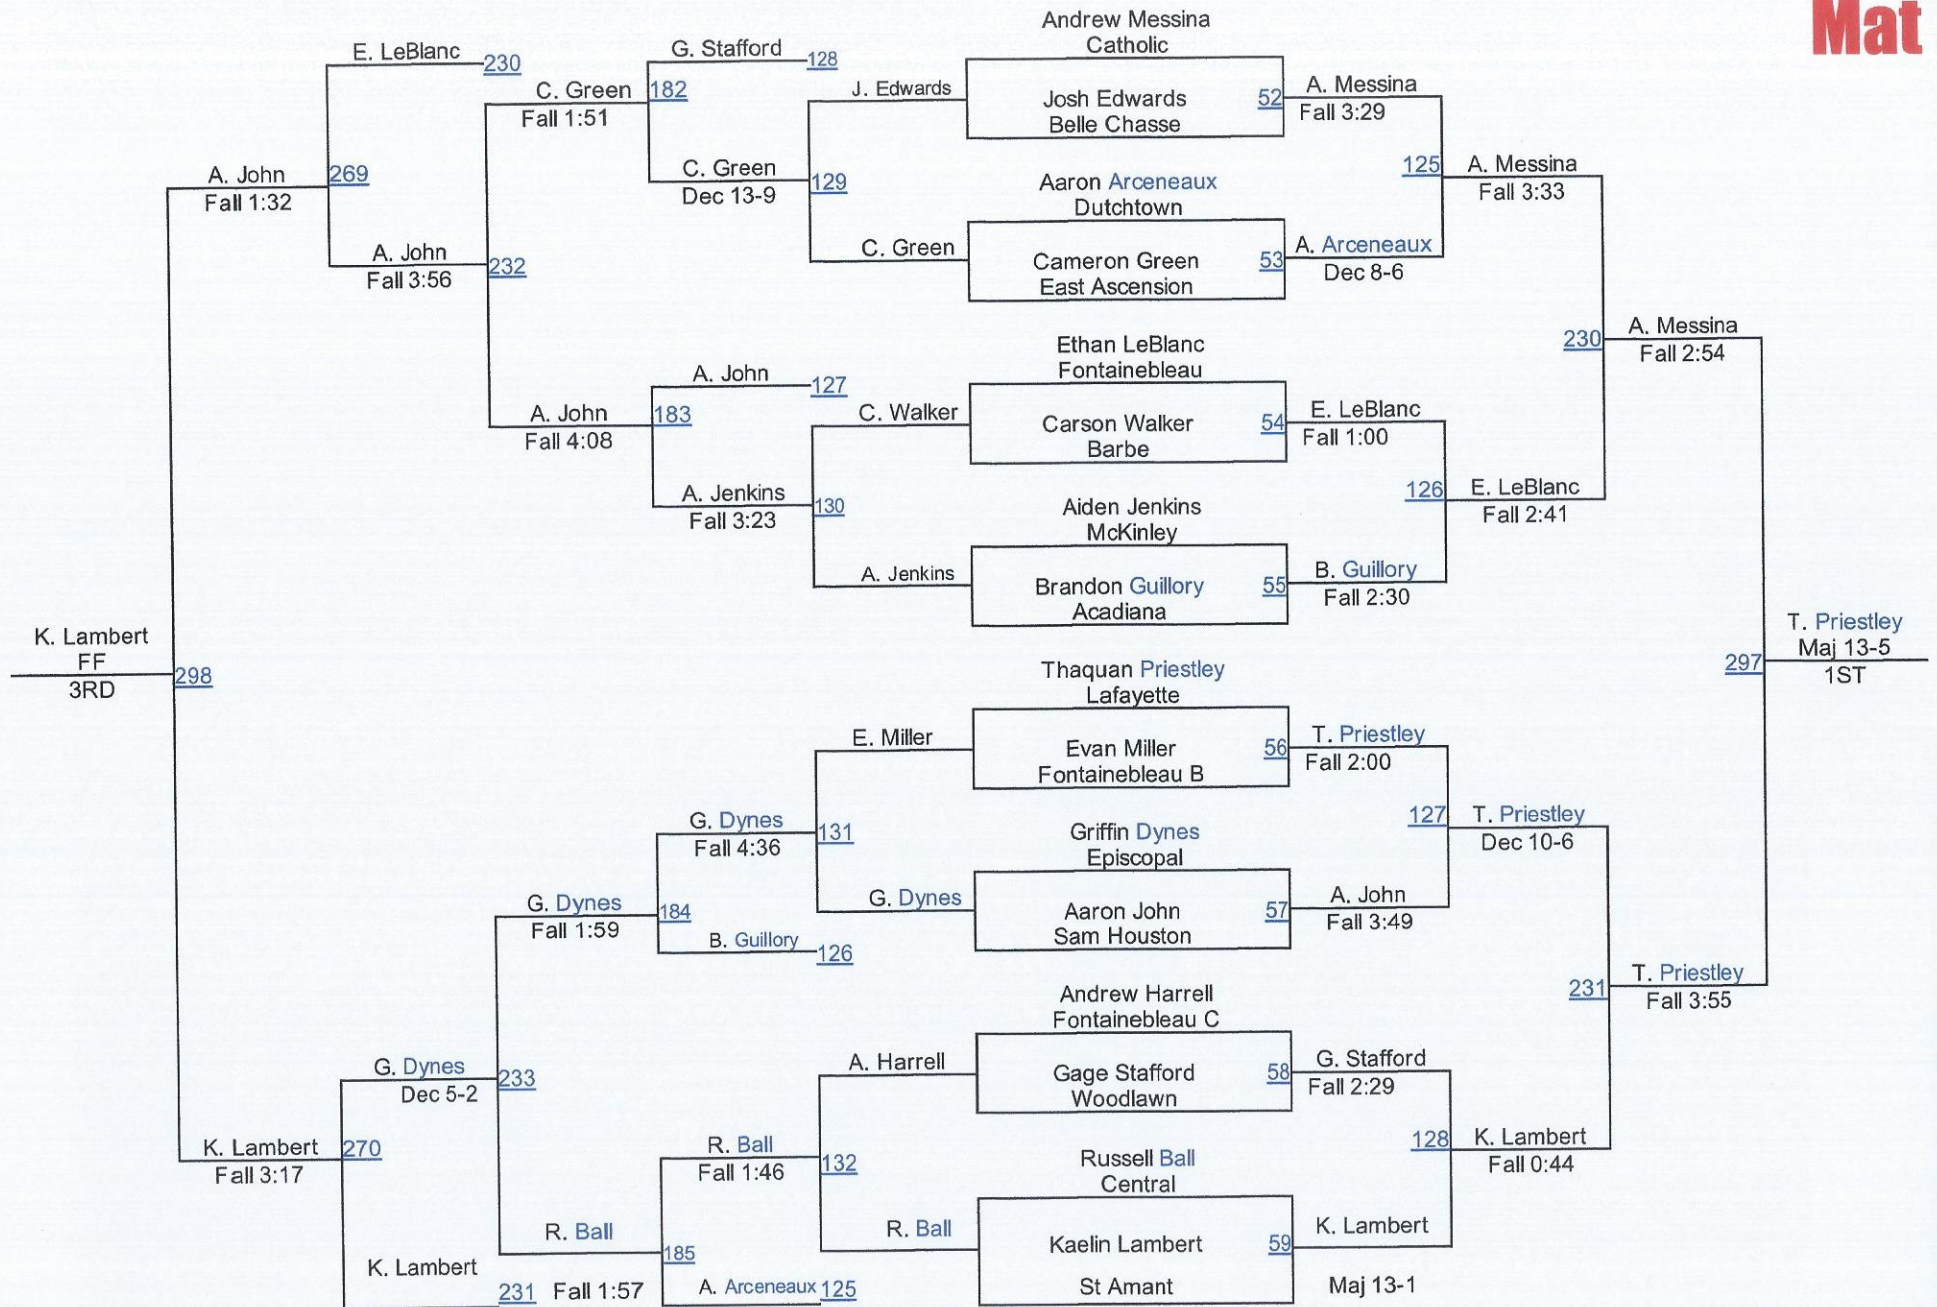 Mat
Andrew Messina
Catholic
E. LeBlanc
230
G. Stafford
128
C. Green
182
Fall 1:51
J. Edwards
Josh Edwards
Belle Chasse
52
A. Messina
Fall 3:29
A. John
269
Fall 1:32
C. Green
129
Dec 13-9
Aaron Arceneaux
Dutchtown
125
A. Messina
Fall 3:33
A. John
232
Fall 3:56
C. Green
Cameron Green
East Ascension
53
A. Arceneaux
Dec 8-6
Ethan LeBlanc
Fontainebleau
230
A. Messina
Fall 2:54
A. John
127
A. John
183
Fall 4:08
C. Walker
Carson Walker
Barbe
54
E. LeBlanc
Fall 1:00
A. Jenkins
130
Fall 3:23
Aiden Jenkins
McKinley
126
E. LeBlanc
Fall 2:41
A. Jenkins
Brandon Guillory
Acadiana
55
B. Guillory
Fall 2:30
K. Lambert
FF
298
3RD
Thaquan Priestley
Lafayette
297
T. Priestley
Maj 13-5
1ST
E. Miller
Evan Miller
Fontainebleau B
56
T. Priestley
Fall 2:00
G. Dynes
131
Fall 4:36
Griffin Dynes
Episcopal
127
T. Priestley
Dec 10-6
G. Dynes
184
Fall 1:59
G. Dynes
Aaron John
Sam Houston
57
A. John
Fall 3:49
B. Guillory
126
Andrew Harrell
Fontainebleau C
231
T. Priestley
Fall 3:55
G. Dynes
233
Dec 5-2
A. Harrell
Gage Stafford
Woodlawn
58
G. Stafford
Fall 2:29
K. Lambert
270
Fall 3:17
R. Ball
132
Fall 1:46
Russell Ball
Central
128
K. Lambert
Fall 0:44
R. Ball
185
R. Ball
Kaelin Lambert
59
K. Lambert
K. Lambert
231
Fall 1:57
A. Arceneaux
125
St Amant
Maj 13-1